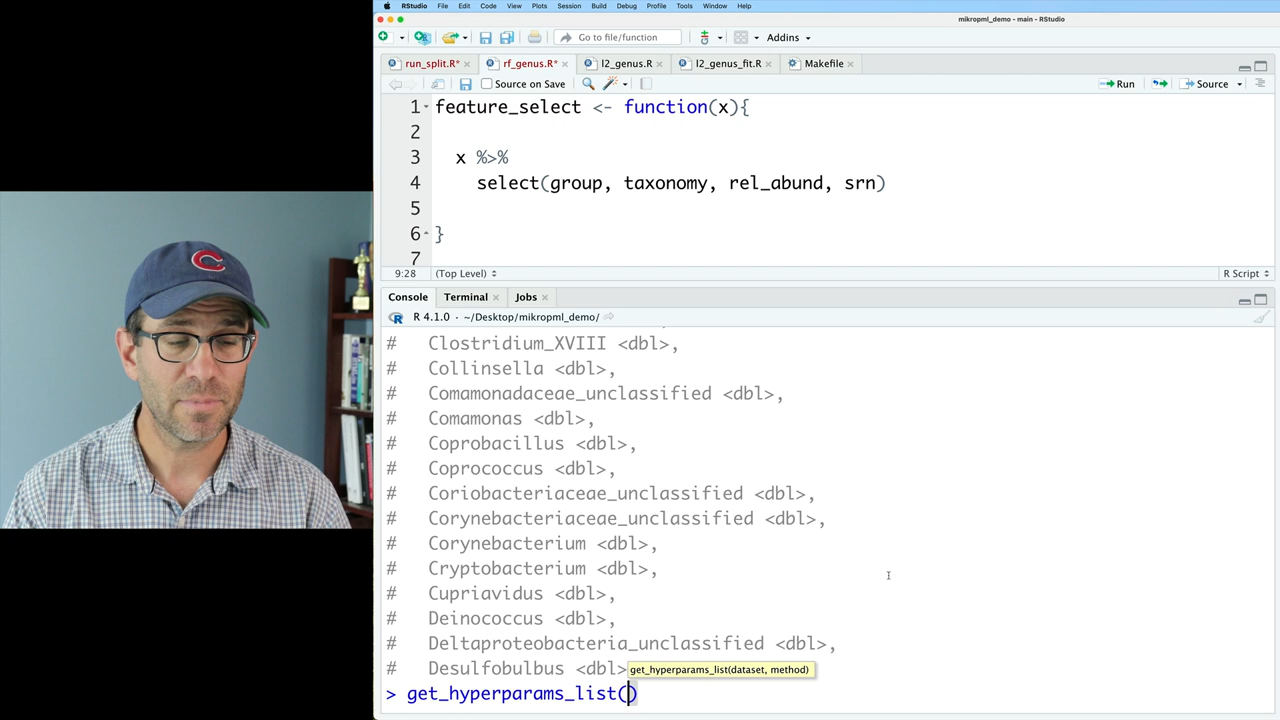 RStudio File Edit Code View Plots Session Build Debug Profile Tools Window Help
mikropml_demo - main - RStudio
Go to file/function Addins
run_split.R* rf_genus.R* l2_genus.R l2_genus_fit.R Makefile
Source on Save Run Source
1 feature_select <- function(x){
2
3 x %>%
4 select(group, taxonomy, rel_abund, srn)
5
6 }
7
9:28 (Top Level) R Script
Console Terminal Jobs
R 4.1.0 · ~/Desktop/mikropml_demo/
# Clostridium_XVIII <dbl>,
# Collinsella <dbl>,
# Comamonadaceae_unclassified <dbl>,
# Comamonas <dbl>,
# Coprobacillus <dbl>,
# Coprococcus <dbl>,
# Coriobacteriaceae_unclassified <dbl>,
# Corynebacteriaceae_unclassified <dbl>,
# Corynebacterium <dbl>,
# Cryptobacterium <dbl>,
# Cupriavidus <dbl>,
# Deinococcus <dbl>,
# Deltaproteobacteria_unclassified <dbl>,
# Desulfobulbus <dbl>
get_hyperparams_list(dataset, method)
> get_hyperparams_list()
C